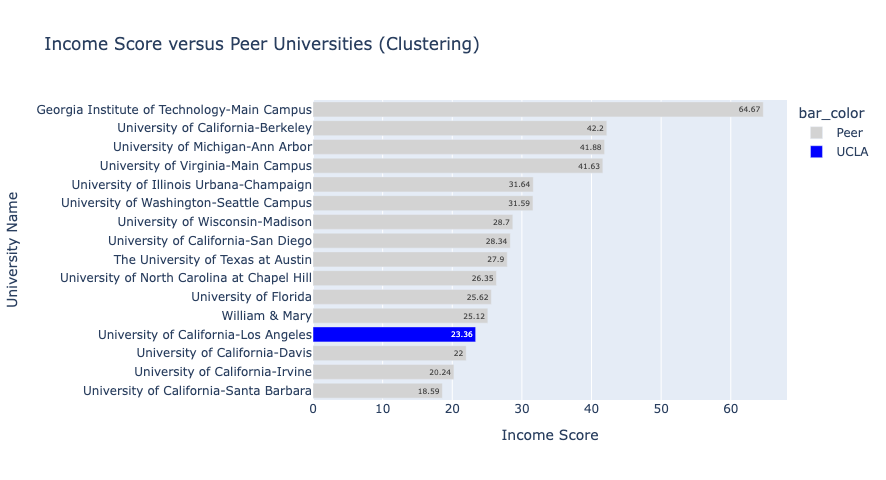 Income Score versus Peer Universities (Clustering)
University Name
Georgia Institute of Technology-Main Campus 64.67
University of California-Berkeley 42.2
University of Michigan-Ann Arbor 41.88
University of Virginia-Main Campus 41.63
University of Illinois Urbana-Champaign 31.64
University of Washington-Seattle Campus 31.59
University of Wisconsin-Madison 28.7
University of California-San Diego 28.34
The University of Texas at Austin 27.9
University of North Carolina at Chapel Hill 26.35
University of Florida 25.62
William & Mary 25.12
University of California-Los Angeles 23.36
University of California-Davis 22
University of California-Irvine 20.24
University of California-Santa Barbara 18.59
0 10 20 30 40 50 60
Income Score
bar_color
Peer
UCLA